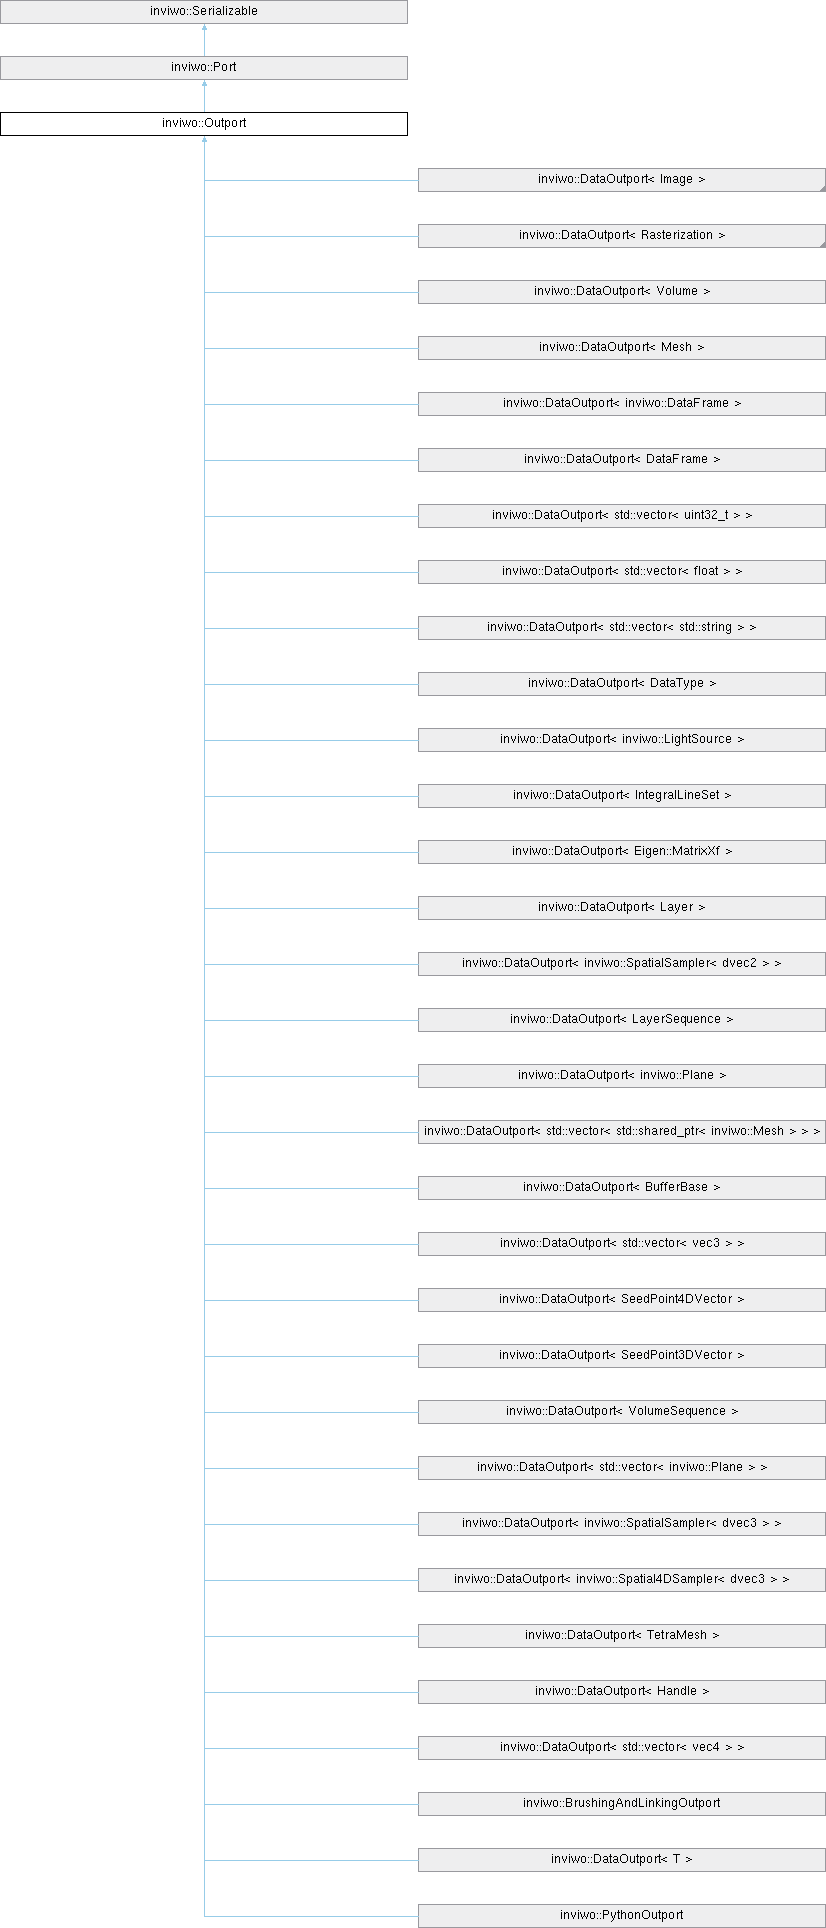 inviwo::Serializable
inviwo::Port
inviwo::Outport
inviwo::DataOutport< Image >
inviwo::DataOutport< Rasterization >
inviwo::DataOutport< Volume >
inviwo::DataOutport< Mesh >
inviwo::DataOutport< inviwo::DataFrame >
inviwo::DataOutport< DataFrame >
inviwo::DataOutport< std::vector< uint32_t > >
inviwo::DataOutport< std::vector< float > >
inviwo::DataOutport< std::vector< std::string > >
inviwo::DataOutport< DataType >
inviwo::DataOutport< inviwo::LightSource >
inviwo::DataOutport< IntegralLineSet >
inviwo::DataOutport< Eigen::MatrixXf >
inviwo::DataOutport< Layer >
inviwo::DataOutport< inviwo::SpatialSampler< dvec2 > >
inviwo::DataOutport< LayerSequence >
inviwo::DataOutport< inviwo::Plane >
inviwo::DataOutport< std::vector< std::shared_ptr< inviwo::Mesh > > >
inviwo::DataOutport< BufferBase >
inviwo::DataOutport< std::vector< vec3 > >
inviwo::DataOutport< SeedPoint4DVector >
inviwo::DataOutport< SeedPoint3DVector >
inviwo::DataOutport< VolumeSequence >
inviwo::DataOutport< std::vector< inviwo::Plane > >
inviwo::DataOutport< inviwo::SpatialSampler< dvec3 > >
inviwo::DataOutport< inviwo::Spatial4DSampler< dvec3 > >
inviwo::DataOutport< TetraMesh >
inviwo::DataOutport< Handle >
inviwo::DataOutport< std::vector< vec4 > >
inviwo::BrushingAndLinkingOutport
inviwo::DataOutport< T >
inviwo::PythonOutport